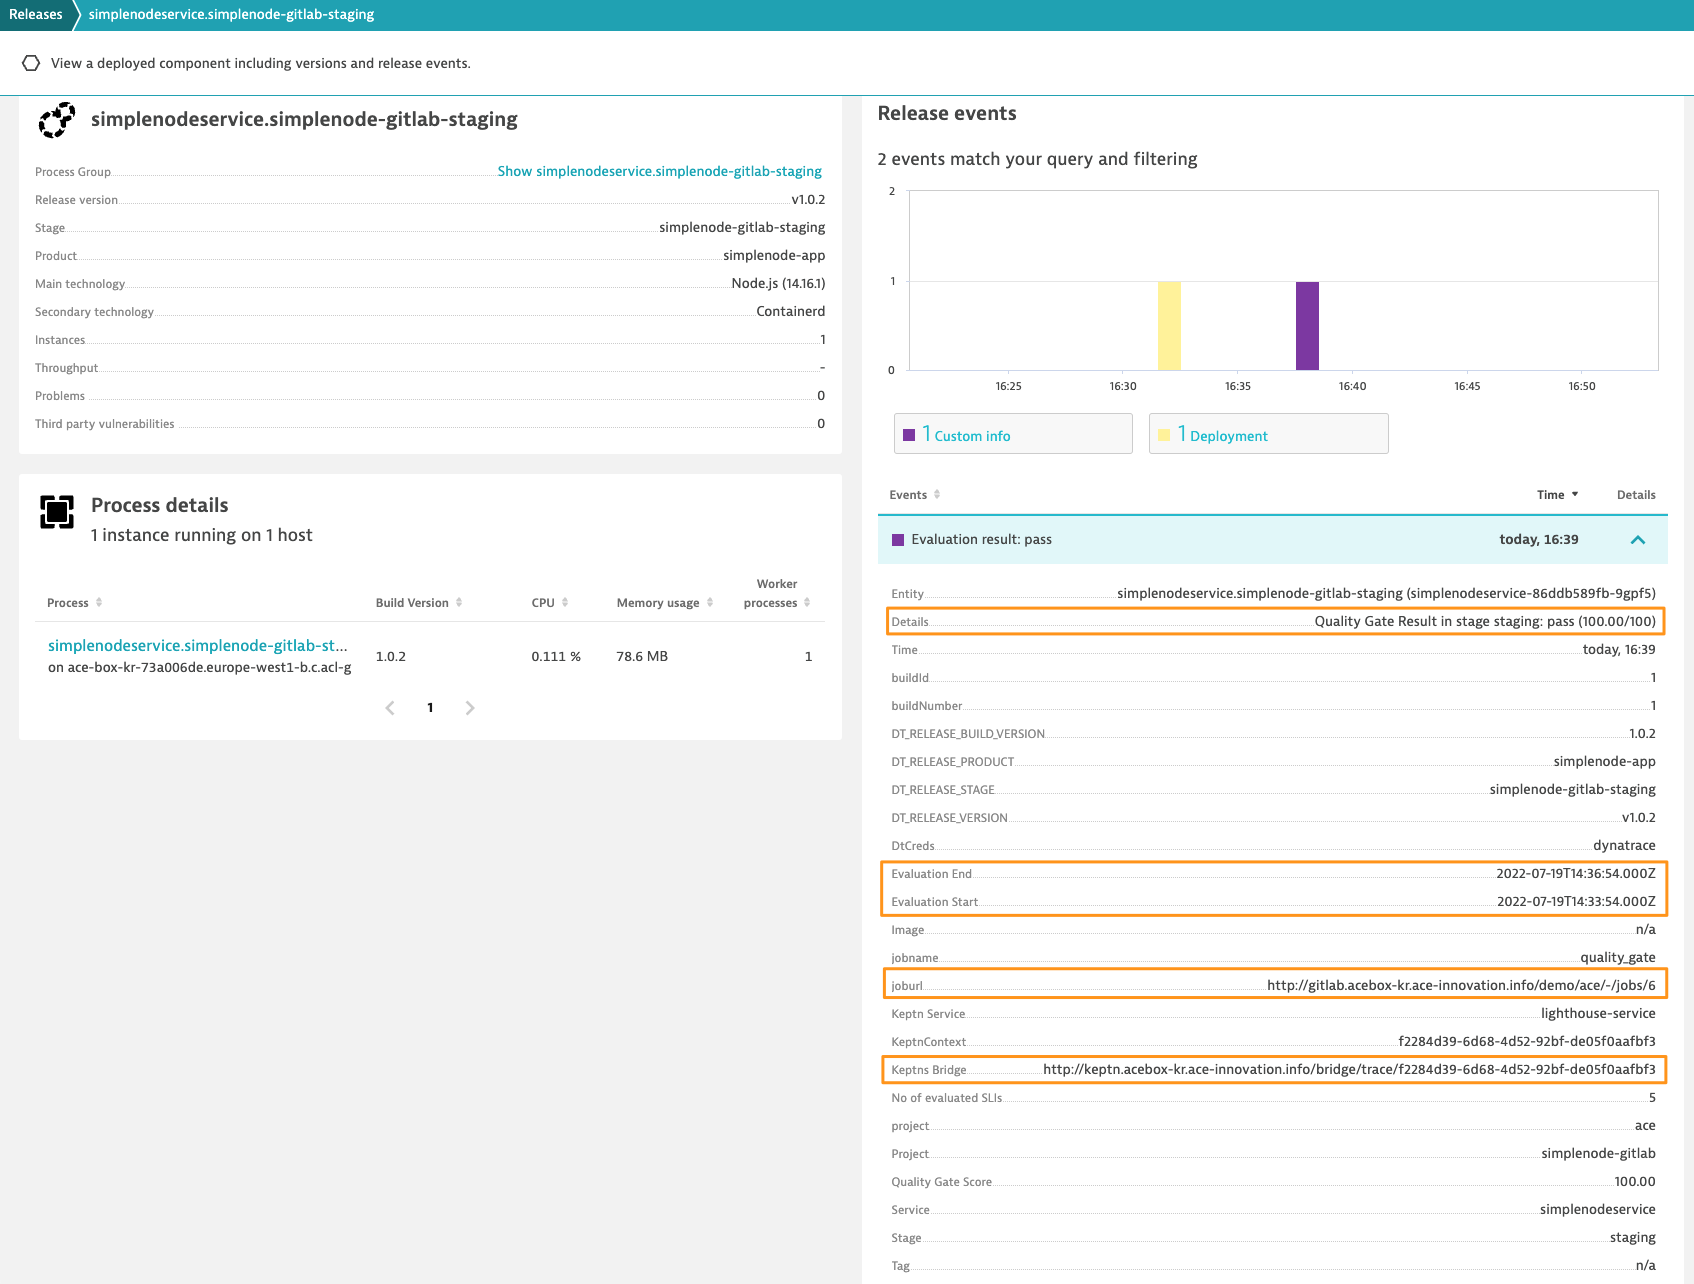 Releases
simplenodeservice.simplenode-gitlab-staging
View a deployed component including versions and release events.
simplenodeservice.simplenode-gitlab-staging
Process Group Show simplenodeservice.simplenode-gitlab-staging
Release version v1.0.2
Stage simplenode-gitlab-staging
Product simplenode-app
Main technology Node.js (14.16.1)
Secondary technology Containerd
Instances 1
Throughput -
Problems 0
Third party vulnerabilities 0
Process details
1 instance running on 1 host
Process Build Version CPU Memory usage Worker processes
simplenodeservice.simplenode-gitlab-st... 1.0.2 0.111 % 78.6 MB 1
on ace-box-kr-73a006de.europe-west1-b.c.acl-g
1
Release events
2 events match your query and filtering
2
1
0
16:25 16:30 16:35 16:40 16:45 16:50
1 Custom info
1 Deployment
Events Time Details
Evaluation result: pass today, 16:39
Entity simplenodeservice.simplenode-gitlab-staging (simplenodeservice-86ddb589fb-9gpf5)
Details Quality Gate Result in stage staging: pass (100.00/100)
Time today, 16:39
buildId 1
buildNumber 1
DT_RELEASE_BUILD_VERSION 1.0.2
DT_RELEASE_PRODUCT simplenode-app
DT_RELEASE_STAGE simplenode-gitlab-staging
DT_RELEASE_VERSION v1.0.2
DtCreds dynatrace
Evaluation End 2022-07-19T14:36:54.000Z
Evaluation Start 2022-07-19T14:33:54.000Z
Image n/a
jobname quality_gate
joburl http://gitlab.acebox-kr.ace-innovation.info/demo/ace/-/jobs/6
Keptn Service lighthouse-service
KeptnContext f2284d39-6d68-4d52-92bf-de05f0aafbf3
Keptns Bridge http://keptn.acebox-kr.ace-innovation.info/bridge/trace/f2284d39-6d68-4d52-92bf-de05f0aafbf3
No of evaluated SLIs 5
project ace
Project simplenode-gitlab
Quality Gate Score 100.00
Service simplenodeservice
Stage staging
Tag n/a